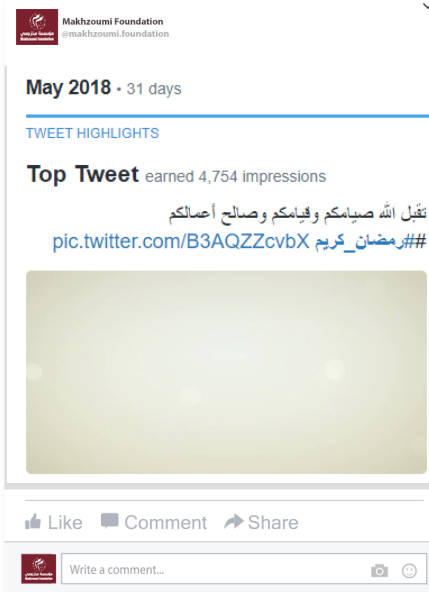 Makhzoumi Foundation
@makhzoumi.foundation
May 2018 • 31 days
TWEET HIGHLIGHTS
Top Tweet earned 4,754 impressions
تقبل الله صيامكم وقيامكم وصالح أعمالكم
##رمضان_كريم pic.twitter.com/B3AQZZcvbX
Like Comment Share
Write a comment...